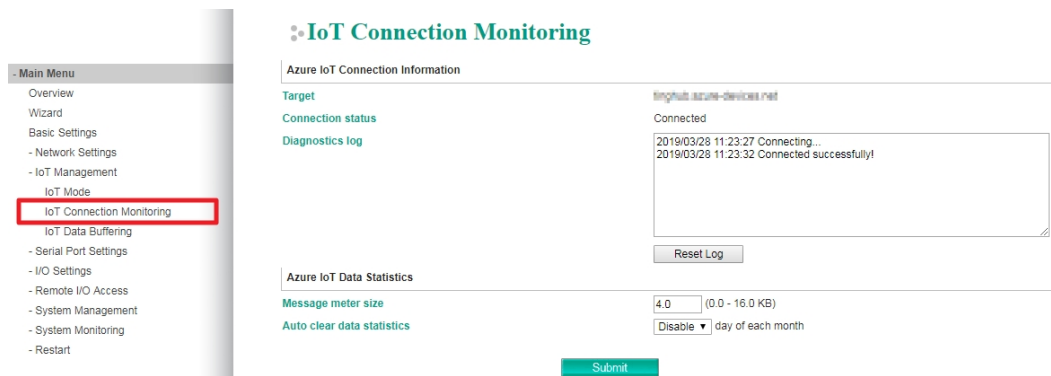 IoT Connection Monitoring
- Main Menu
Overview
Wizard
Basic Settings
- Network Settings
- IoT Management
IoT Mode
IoT Connection Monitoring
IoT Data Buffering
- Serial Port Settings
- I/O Settings
- Remote I/O Access
- System Management
- System Monitoring
- Restart
Azure IoT Connection Information
Target
Connection status Connected
Diagnostics log
2019/03/28 11:23:27 Connecting...
2019/03/28 11:23:32 Connected successfully!
Reset Log
Azure IoT Data Statistics
Message meter size 4.0 (0.0 - 16.0 KB)
Auto clear data statistics Disable day of each month
Submit